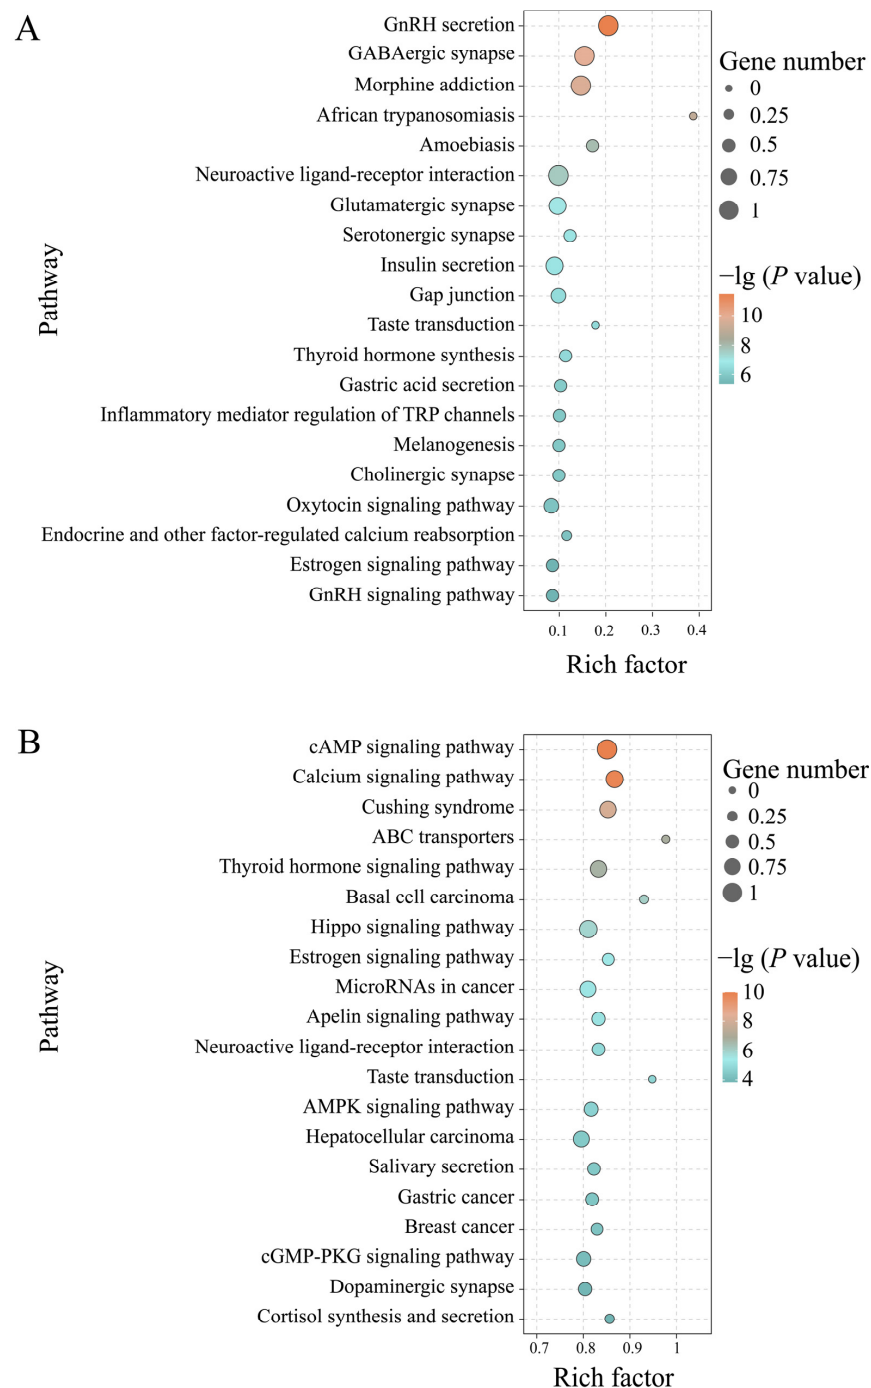 A
GnRH secretion
GABAergic synapse
Morphine addiction
African trypanosomiasis
Amoebiasis
Neuroactive ligand-receptor interaction
Glutamatergic synapse
Serotonergic synapse
Insulin secretion
Gap junction
Taste transduction
Thyroid hormone synthesis
Gastric acid secretion
Inflammatory mediator regulation of TRP channels
Melanogenesis
Cholinergic synapse
Oxytocin signaling pathway
Endocrine and other factor-regulated calcium reabsorption
Estrogen signaling pathway
GnRH signaling pathway
Pathway
0.1 0.2 0.3 0.4
Rich factor
Gene number
0
0.25
0.5
0.75
1
−lg (P value)
10
8
6
B
cAMP signaling pathway
Calcium signaling pathway
Cushing syndrome
ABC transporters
Thyroid hormone signaling pathway
Basal ccll carcinoma
Hippo signaling pathway
Estrogen signaling pathway
MicroRNAs in cancer
Apelin signaling pathway
Neuroactive ligand-receptor interaction
Taste transduction
AMPK signaling pathway
Hepatocellular carcinoma
Salivary secretion
Gastric cancer
Breast cancer
cGMP-PKG signaling pathway
Dopaminergic synapse
Cortisol synthesis and secretion
Pathway
0.7 0.8 0.9 1
Rich factor
Gene number
0
0.25
0.5
0.75
1
−lg (P value)
10
8
6
4